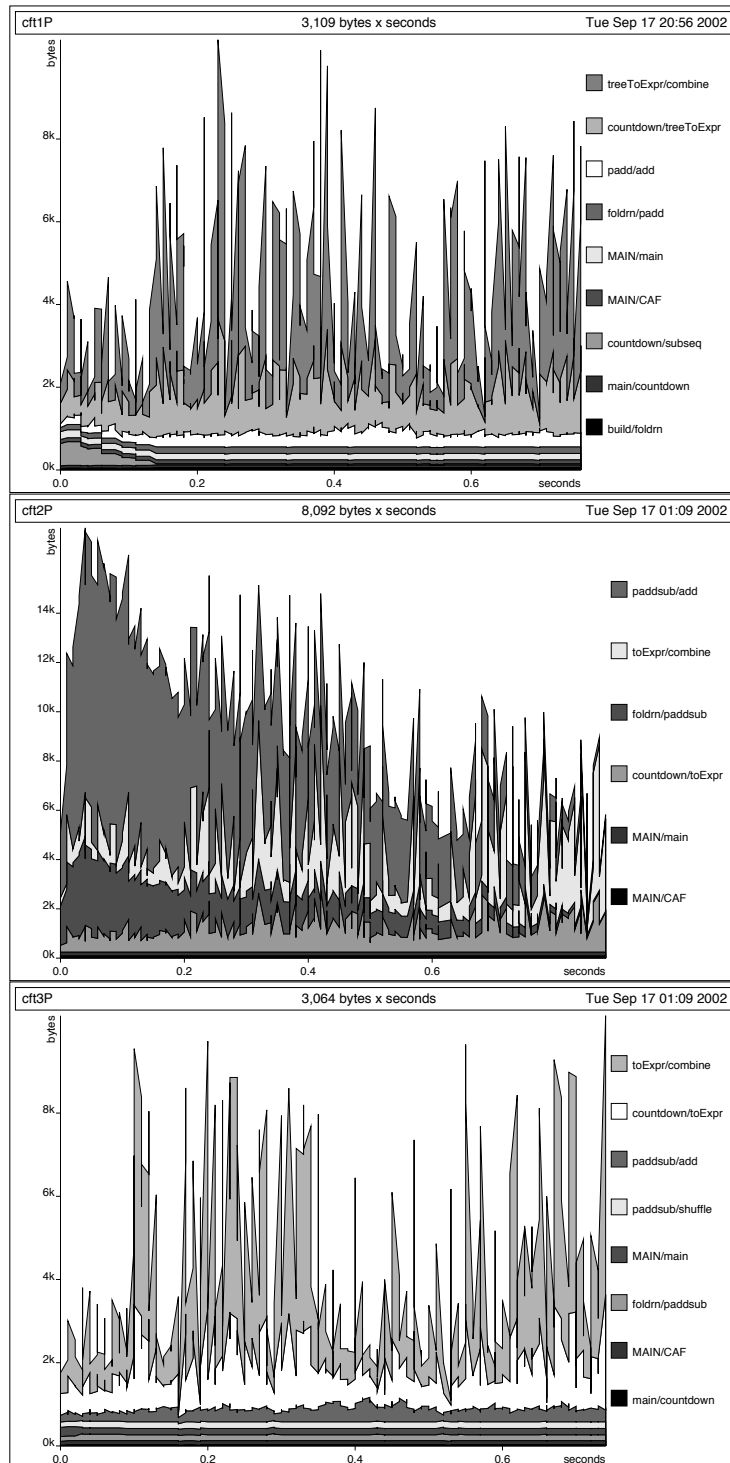 cft1P 3,109 bytes x seconds Tue Sep 17 20:56 2002
bytes
8k
6k
4k
2k
0k
0.0 0.2 0.4 0.6 seconds
treeToExpr/combine
countdown/treeToExpr
padd/add
foldrn/padd
MAIN/main
MAIN/CAF
countdown/subseq
main/countdown
build/foldrn
cft2P 8,092 bytes x seconds Tue Sep 17 01:09 2002
bytes
14k
12k
10k
8k
6k
4k
2k
0k
0.0 0.2 0.4 0.6 seconds
paddsub/add
toExpr/combine
foldrn/paddsub
countdown/toExpr
MAIN/main
MAIN/CAF
cft3P 3,064 bytes x seconds Tue Sep 17 01:09 2002
bytes
8k
6k
4k
2k
0k
0.0 0.2 0.4 0.6 seconds
toExpr/combine
countdown/toExpr
paddsub/add
paddsub/shuffle
MAIN/main
foldrn/paddsub
MAIN/CAF
main/countdown